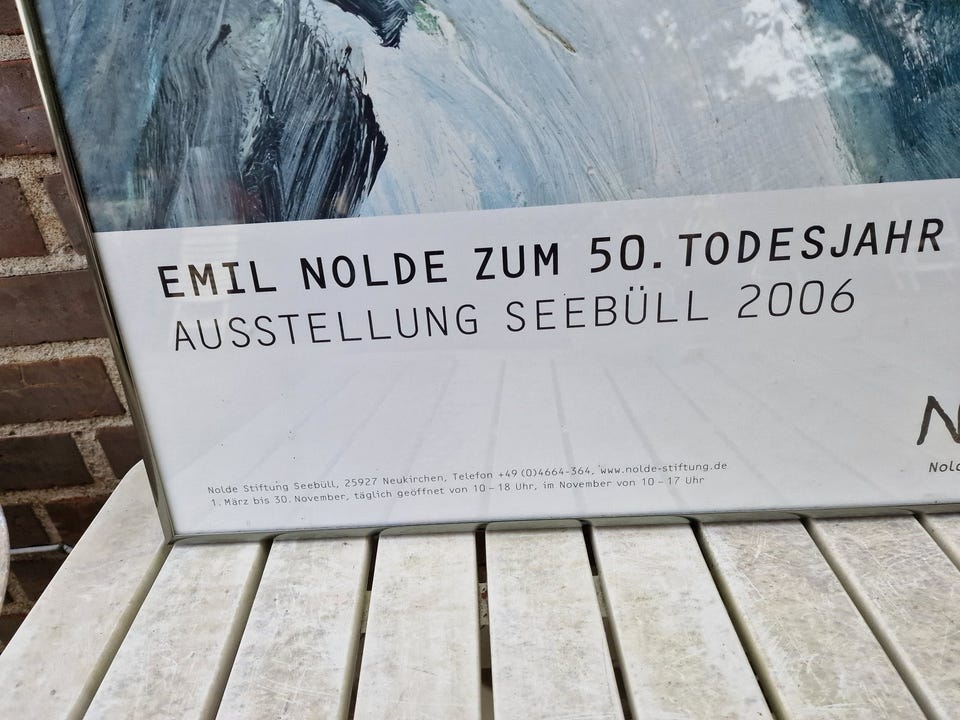 EMIL NOLDE ZUM 50. TODESJAHR
AUSSTELLUNG SEEBÜLL 2006
Nolde Stiftung Seebüll, 25927 Neukirchen, Telefon +49 (0)4664-364, www.nolde-stiftung.de
1. März bis 30. November, täglich geöffnet von 10 – 18 Uhr, im November von 10 – 17 Uhr